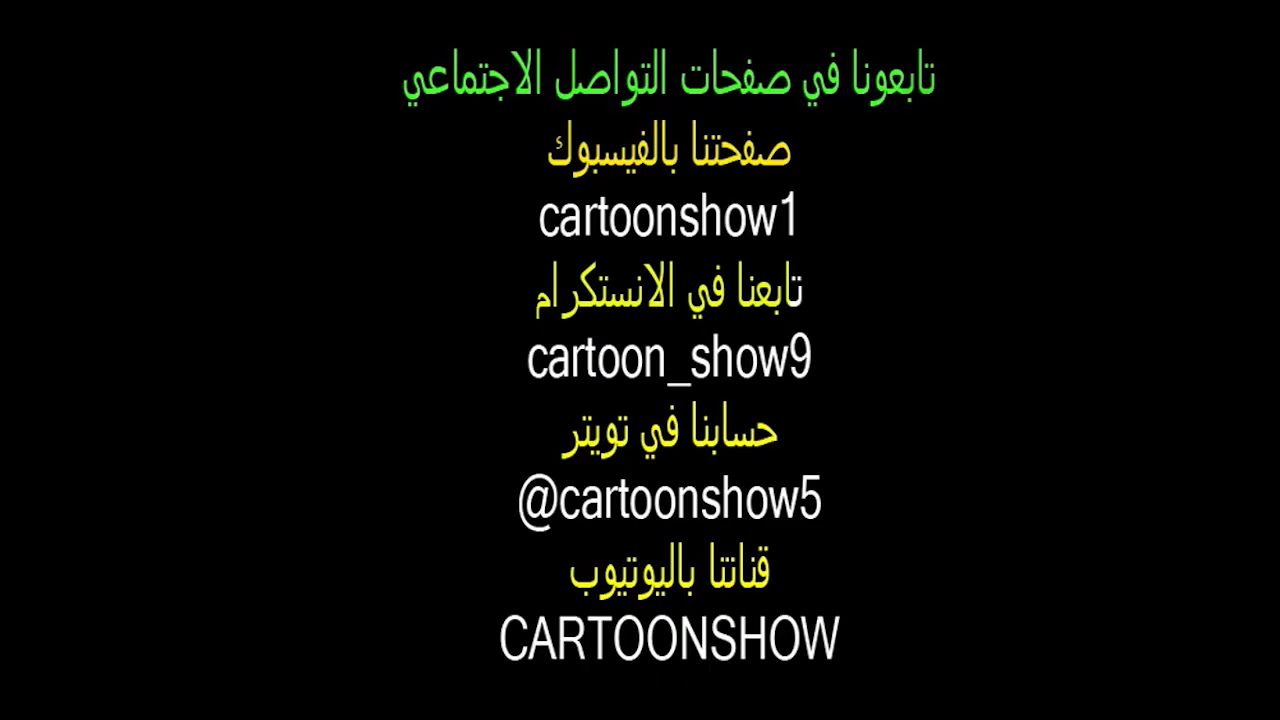 تابعونا في صفحات التواصل الاجتماعي
صفحتنا بالفيسبوك
cartoonshow1
تابعنا في الانستكرام
cartoon_show9
حسابنا في تويتر
@cartoonshow5
قناتنا باليوتيوب
CARTOONSHOW